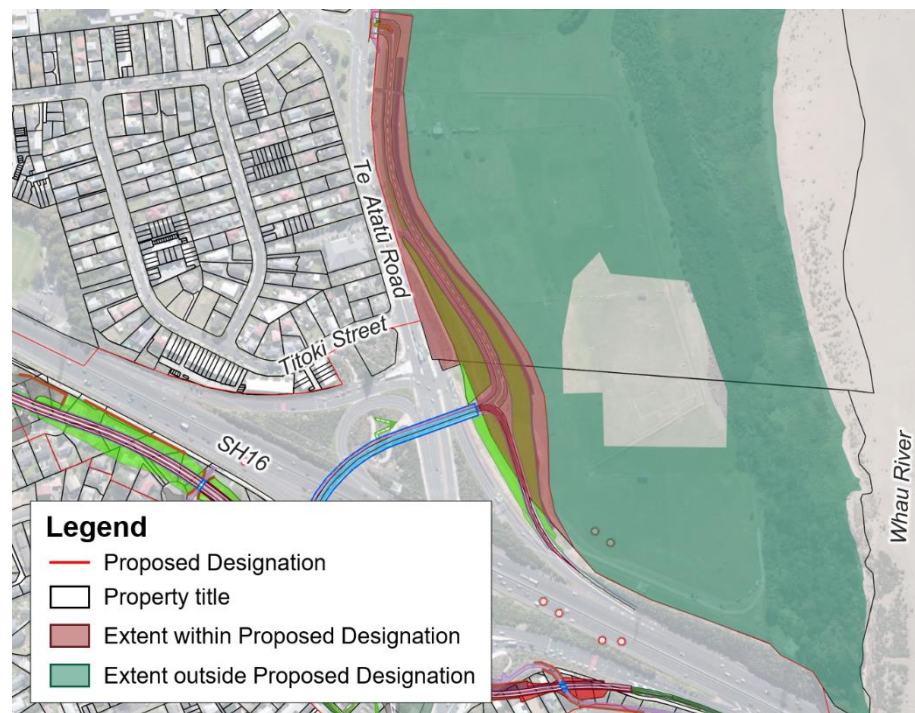 Te Atatū Road
Titoki Street
SH16
Whau River
Legend
Proposed Designation
Property title
Extent within Proposed Designation
Extent outside Proposed Designation